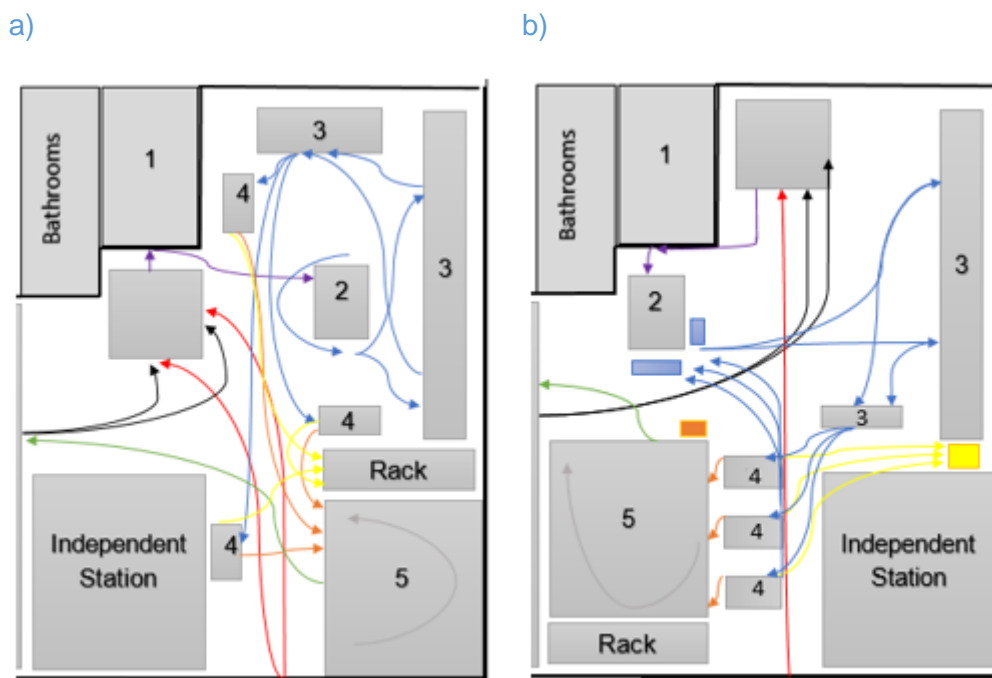 a)
b)
Bathrooms
1
3
4
3
2
4
Rack
Independent
Station
4
5
Bathrooms
1
3
2
3
4
5
4
Independent
Station
4
Rack